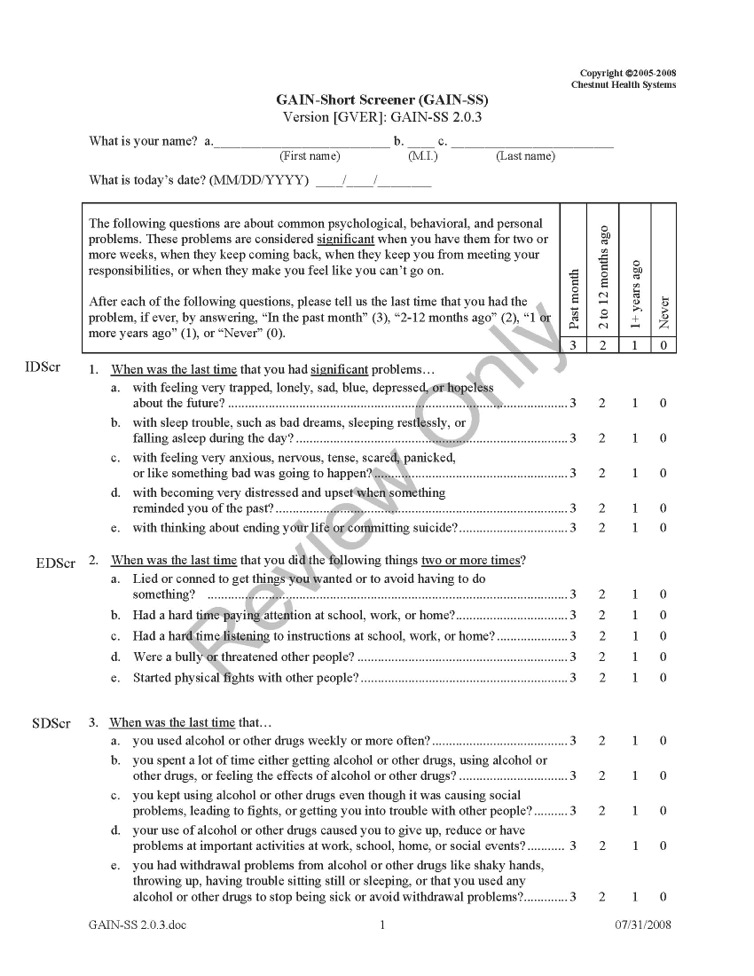 Copyright ©2005-2008
Chestnut Health Systems
GAIN-Short Screener (GAIN-SS)
Version [GVER]: GAIN-SS 2.0.3
What is your name? a.__________________________ b. ____ c. ________________________
(First name) (M.I.) (Last name)
What is today's date? (MM/DD/YYYY) ____/____/________
The following questions are about common psychological, behavioral, and personal
problems. These problems are considered significant when you have them for two or
more weeks, when they keep coming back, when they keep you from meeting your
responsibilities, or when they make you feel like you can't go on.
After each of the following questions, please tell us the last time that you had the
problem, if ever, by answering, “In the past month” (3), “2-12 months ago” (2), “1 or
more years ago” (1), or “Never” (0).
Past month
2 to 12 months ago
1+ years ago
Never
3 2 1 0
IDScr 1. When was the last time that you had significant problems…
a. with feeling very trapped, lonely, sad, blue, depressed, or hopeless
about the future? .......... 3 2 1 0
b. with sleep trouble, such as bad dreams, sleeping restlessly, or
falling asleep during the day? .......... 3 2 1 0
c. with feeling very anxious, nervous, tense, scared, panicked,
or like something bad was going to happen? .......... 3 2 1 0
d. with becoming very distressed and upset when something
reminded you of the past? .......... 3 2 1 0
e. with thinking about ending your life or committing suicide? .......... 3 2 1 0
EDScr 2. When was the last time that you did the following things two or more times?
a. Lied or conned to get things you wanted or to avoid having to do
something? .......... 3 2 1 0
b. Had a hard time paying attention at school, work, or home? .......... 3 2 1 0
c. Had a hard time listening to instructions at school, work, or home? .......... 3 2 1 0
d. Were a bully or threatened other people? .......... 3 2 1 0
e. Started physical fights with other people? .......... 3 2 1 0
SDScr 3. When was the last time that…
a. you used alcohol or other drugs weekly or more often? .......... 3 2 1 0
b. you spent a lot of time either getting alcohol or other drugs, using alcohol or
other drugs, or feeling the effects of alcohol or other drugs? .......... 3 2 1 0
c. you kept using alcohol or other drugs even though it was causing social
problems, leading to fights, or getting you into trouble with other people? .......... 3 2 1 0
d. your use of alcohol or other drugs caused you to give up, reduce or have
problems at important activities at work, school, home, or social events? .......... 3 2 1 0
e. you had withdrawal problems from alcohol or other drugs like shaky hands,
throwing up, having trouble sitting still or sleeping, or that you used any
alcohol or other drugs to stop being sick or avoid withdrawal problems? .......... 3 2 1 0
Review Only
GAIN-SS 2.0.3.doc 1 07/31/2008